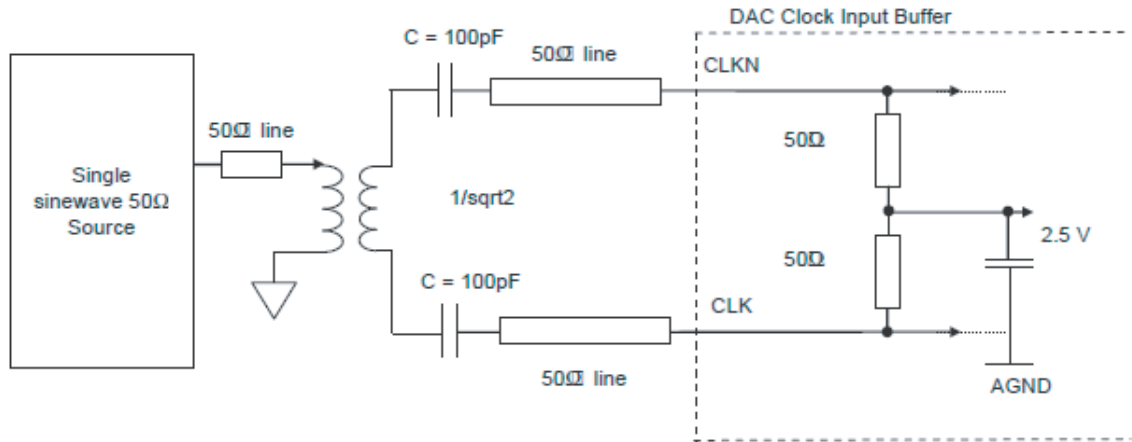 DAC Clock Input Buffer
C = 100pF
50Ω line
CLKN
50Ω line
50Ω
Single
sinewave 50Ω
Source
1/sqrt2
2.5 V
50Ω
C = 100pF
CLK
50Ω line
AGND